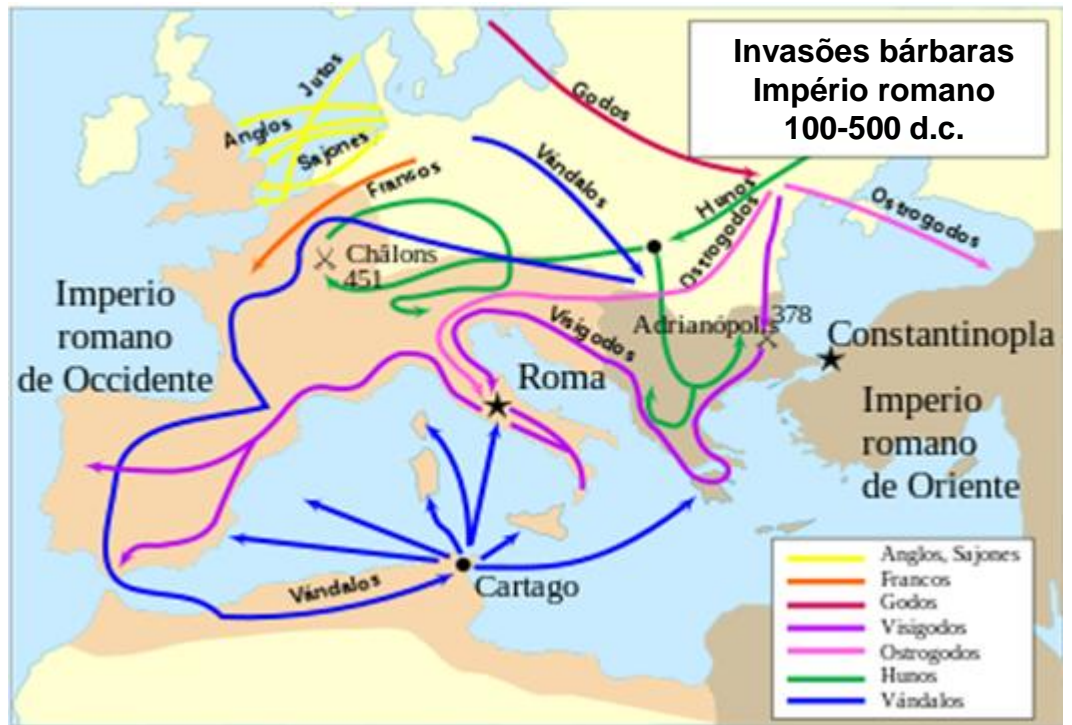 Invasões bárbaras
Império romano
100-500 d.c.
Jutos
Anglos
Sajones
Francos
Godos
Vándalos
Hunos
Ostrogodos
Ostrogodos
Châlons
451
Imperio
romano
de Occidente
Visigodos
Adrianópolis
378
Constantinopla
Roma
Imperio
romano
de Oriente
Vándalos
Cartago
Anglos, Sajones
Francos
Godos
Visigodos
Ostrogodos
Hunos
Vándalos